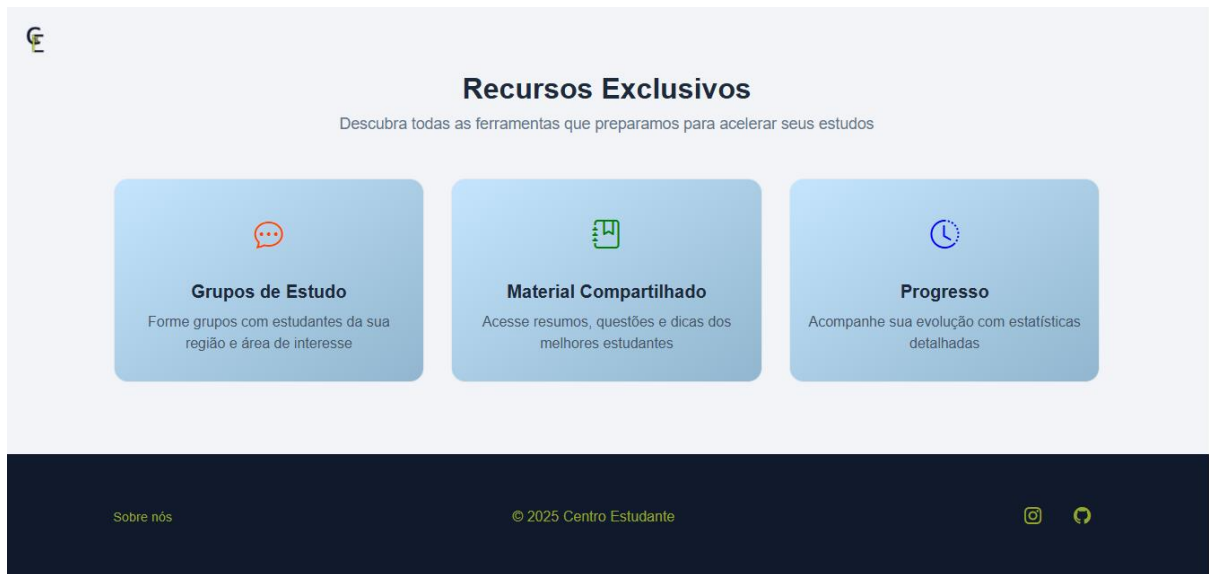 CE
Recursos Exclusivos
Descubra todas as ferramentas que preparamos para acelerar seus estudos
Grupos de Estudo
Forme grupos com estudantes da sua
região e área de interesse
Material Compartilhado
Acesse resumos, questões e dicas dos
melhores estudantes
Progresso
Acompanhe sua evolução com estatísticas
detalhadas
Sobre nós
© 2025 Centro Estudante